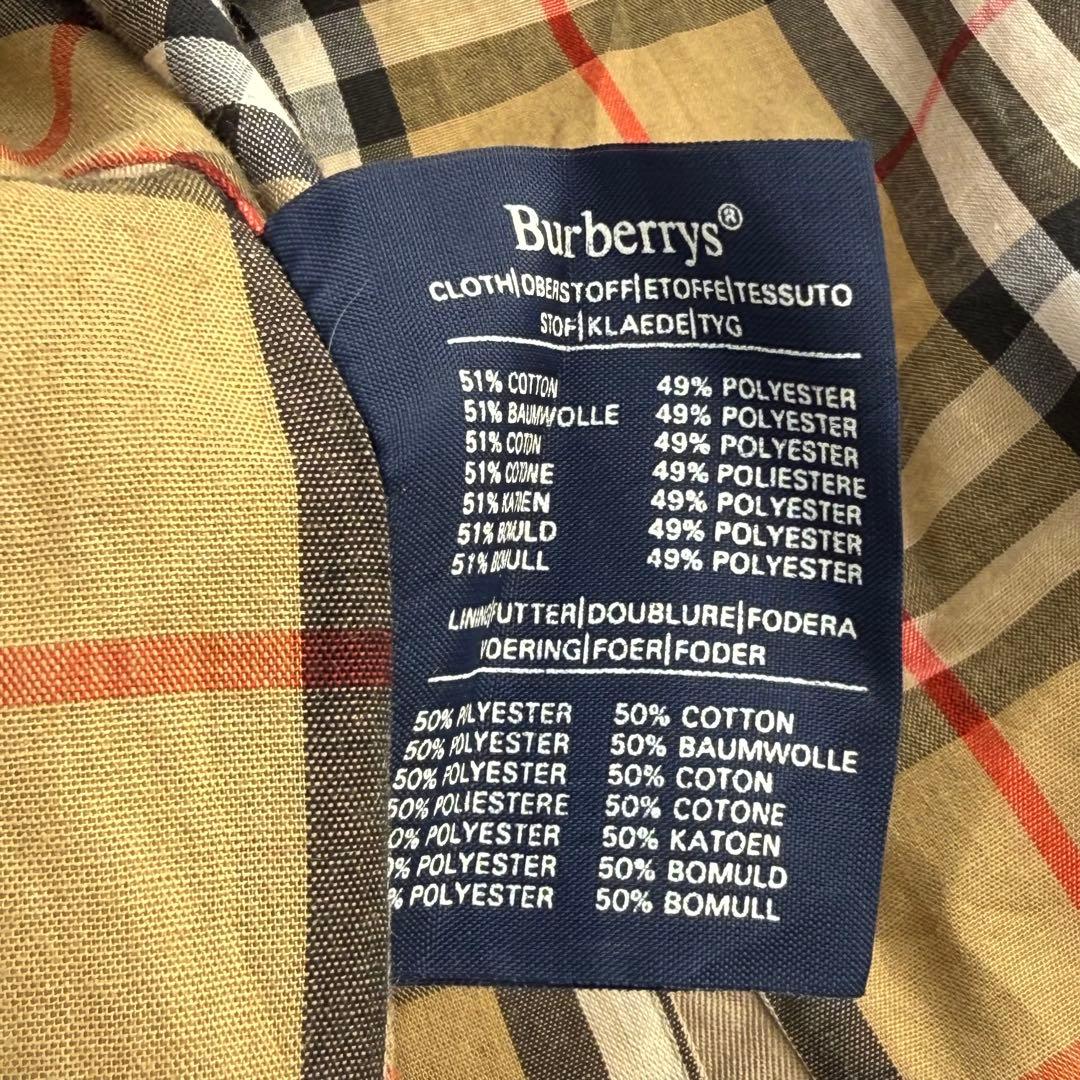 Burberrys®
CLOTH|OBERSTOFF|ETOFFE|TESSUTO
STOF|KLAEDE|TYG
51% COTTON 49% POLYESTER
51% BAUMWOLLE 49% POLYESTER
51% COTON 49% POLYESTER
51% COTONE 49% POLIESTERE
51% KATOEN 49% POLYESTER
51% BOMULD 49% POLYESTER
51% BOMULL 49% POLYESTER
LINING|FUTTER|DOUBLURE|FODERA
VOERING|FOER|FODER
50% POLYESTER 50% COTTON
50% POLYESTER 50% BAUMWOLLE
50% POLYESTER 50% COTON
50% POLIESTERE 50% COTONE
0% POLYESTER 50% KATOEN
% POLYESTER 50% BOMULD
% POLYESTER 50% BOMULL